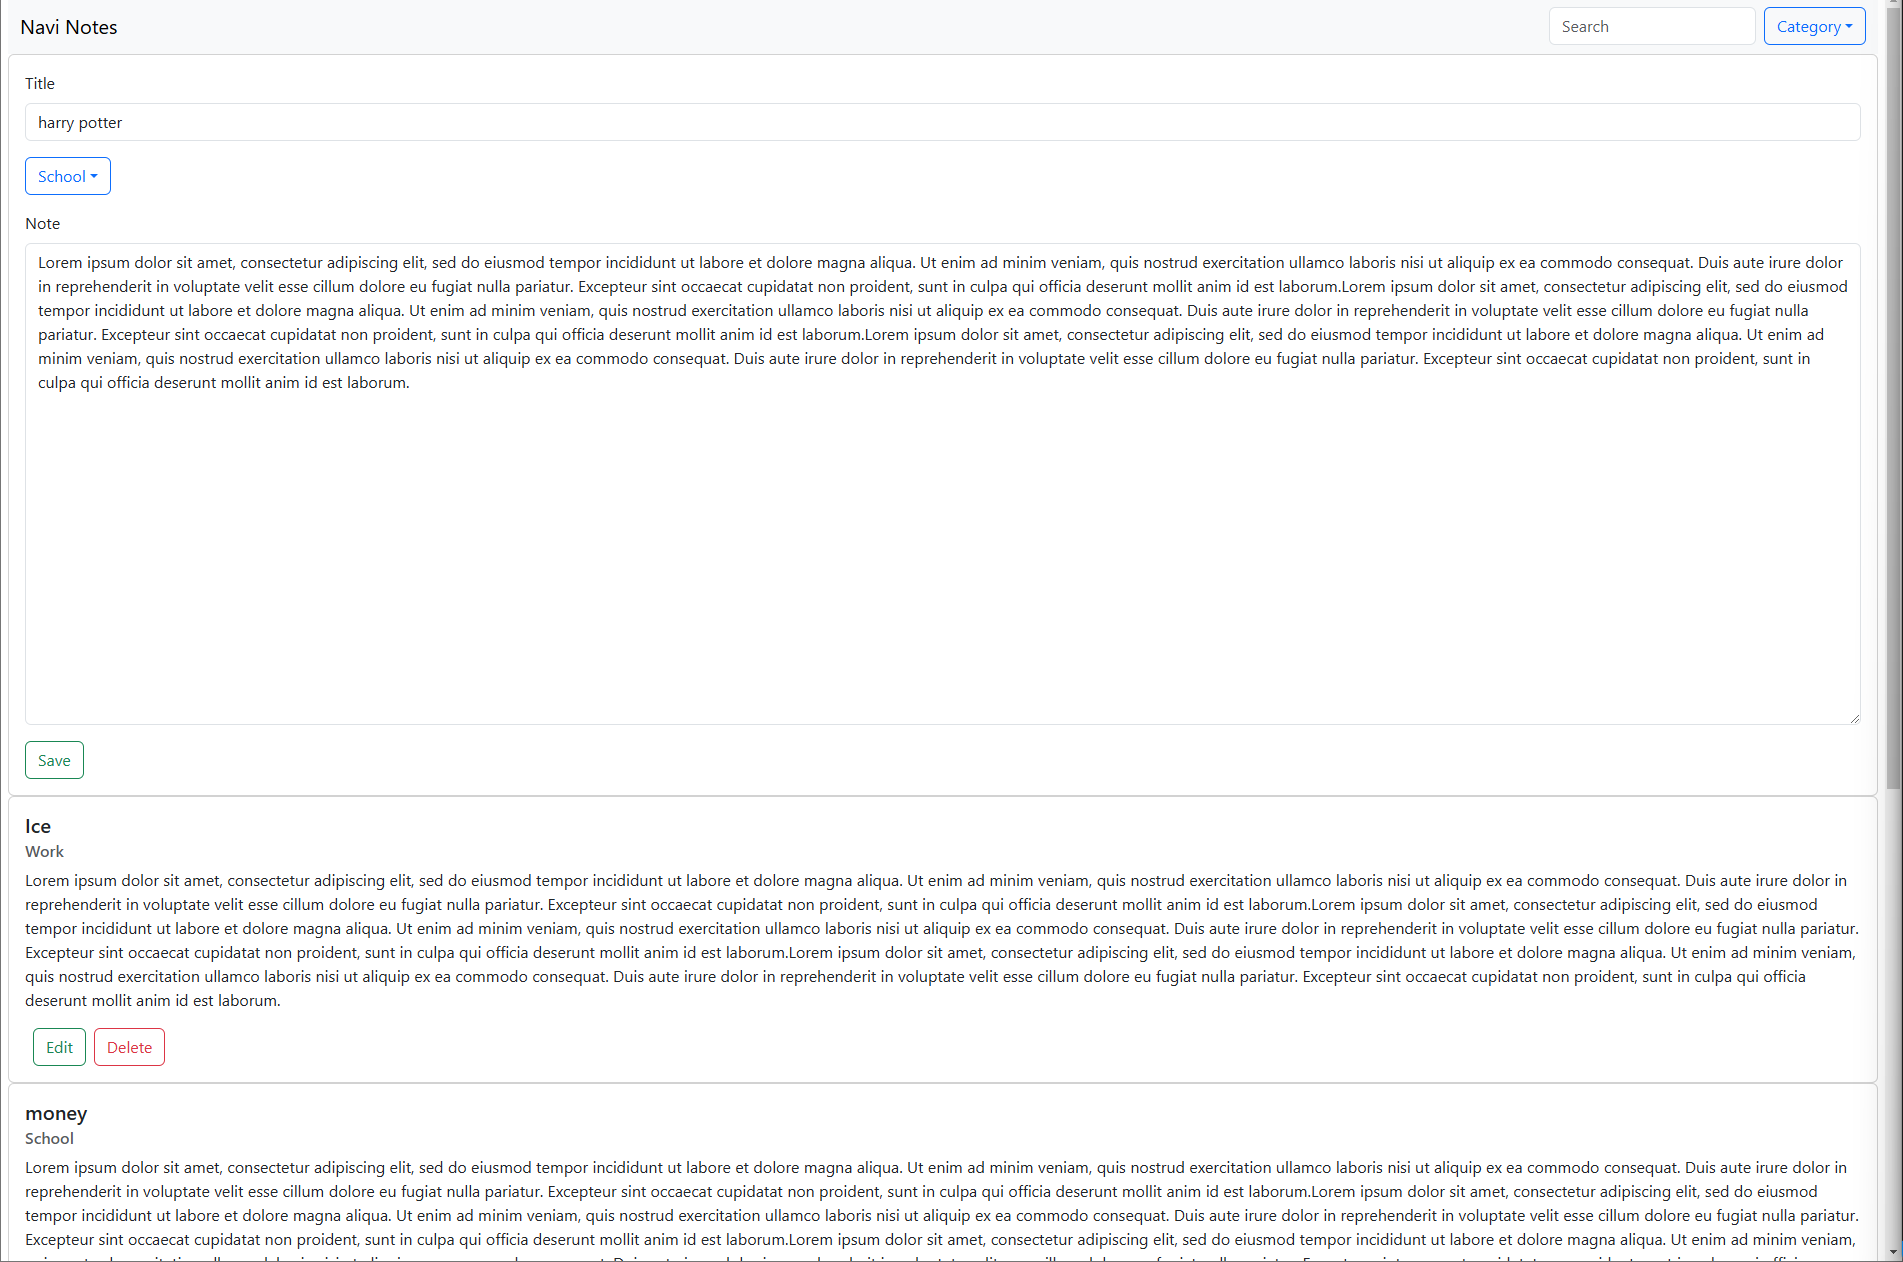 Navi Notes
Search
Category
Title
harry potter
School
Note
Lorem ipsum dolor sit amet, consectetur adipiscing elit, sed do eiusmod tempor incididunt ut labore et dolore magna aliqua. Ut enim ad minim veniam, quis nostrud exercitation ullamco laboris nisi ut aliquip ex ea commodo consequat. Duis aute irure dolor
in reprehenderit in voluptate velit esse cillum dolore eu fugiat nulla pariatur. Excepteur sint occaecat cupidatat non proident, sunt in culpa qui officia deserunt mollit anim id est laborum.Lorem ipsum dolor sit amet, consectetur adipiscing elit, sed do eiusmod
tempor incididunt ut labore et dolore magna aliqua. Ut enim ad minim veniam, quis nostrud exercitation ullamco laboris nisi ut aliquip ex ea commodo consequat. Duis aute irure dolor in reprehenderit in voluptate velit esse cillum dolore eu fugiat nulla
pariatur. Excepteur sint occaecat cupidatat non proident, sunt in culpa qui officia deserunt mollit anim id est laborum.Lorem ipsum dolor sit amet, consectetur adipiscing elit, sed do eiusmod tempor incididunt ut labore et dolore magna aliqua. Ut enim ad
minim veniam, quis nostrud exercitation ullamco laboris nisi ut aliquip ex ea commodo consequat. Duis aute irure dolor in reprehenderit in voluptate velit esse cillum dolore eu fugiat nulla pariatur. Excepteur sint occaecat cupidatat non proident, sunt in
culpa qui officia deserunt mollit anim id est laborum.
Save
Ice
Work
Lorem ipsum dolor sit amet, consectetur adipiscing elit, sed do eiusmod tempor incididunt ut labore et dolore magna aliqua. Ut enim ad minim veniam, quis nostrud exercitation ullamco laboris nisi ut aliquip ex ea commodo consequat. Duis aute irure dolor in
reprehenderit in voluptate velit esse cillum dolore eu fugiat nulla pariatur. Excepteur sint occaecat cupidatat non proident, sunt in culpa qui officia deserunt mollit anim id est laborum.Lorem ipsum dolor sit amet, consectetur adipiscing elit, sed do eiusmod
tempor incididunt ut labore et dolore magna aliqua. Ut enim ad minim veniam, quis nostrud exercitation ullamco laboris nisi ut aliquip ex ea commodo consequat. Duis aute irure dolor in reprehenderit in voluptate velit esse cillum dolore eu fugiat nulla pariatur.
Excepteur sint occaecat cupidatat non proident, sunt in culpa qui officia deserunt mollit anim id est laborum.Lorem ipsum dolor sit amet, consectetur adipiscing elit, sed do eiusmod tempor incididunt ut labore et dolore magna aliqua. Ut enim ad minim veniam,
quis nostrud exercitation ullamco laboris nisi ut aliquip ex ea commodo consequat. Duis aute irure dolor in reprehenderit in voluptate velit esse cillum dolore eu fugiat nulla pariatur. Excepteur sint occaecat cupidatat non proident, sunt in culpa qui officia
deserunt mollit anim id est laborum.
Edit
Delete
money
School
Lorem ipsum dolor sit amet, consectetur adipiscing elit, sed do eiusmod tempor incididunt ut labore et dolore magna aliqua. Ut enim ad minim veniam, quis nostrud exercitation ullamco laboris nisi ut aliquip ex ea commodo consequat. Duis aute irure dolor in
reprehenderit in voluptate velit esse cillum dolore eu fugiat nulla pariatur. Excepteur sint occaecat cupidatat non proident, sunt in culpa qui officia deserunt mollit anim id est laborum.Lorem ipsum dolor sit amet, consectetur adipiscing elit, sed do eiusmod
tempor incididunt ut labore et dolore magna aliqua. Ut enim ad minim veniam, quis nostrud exercitation ullamco laboris nisi ut aliquip ex ea commodo consequat. Duis aute irure dolor in reprehenderit in voluptate velit esse cillum dolore eu fugiat nulla pariatur.
Excepteur sint occaecat cupidatat non proident, sunt in culpa qui officia deserunt mollit anim id est laborum.Lorem ipsum dolor sit amet, consectetur adipiscing elit, sed do eiusmod tempor incididunt ut labore et dolore magna aliqua. Ut enim ad minim veniam,